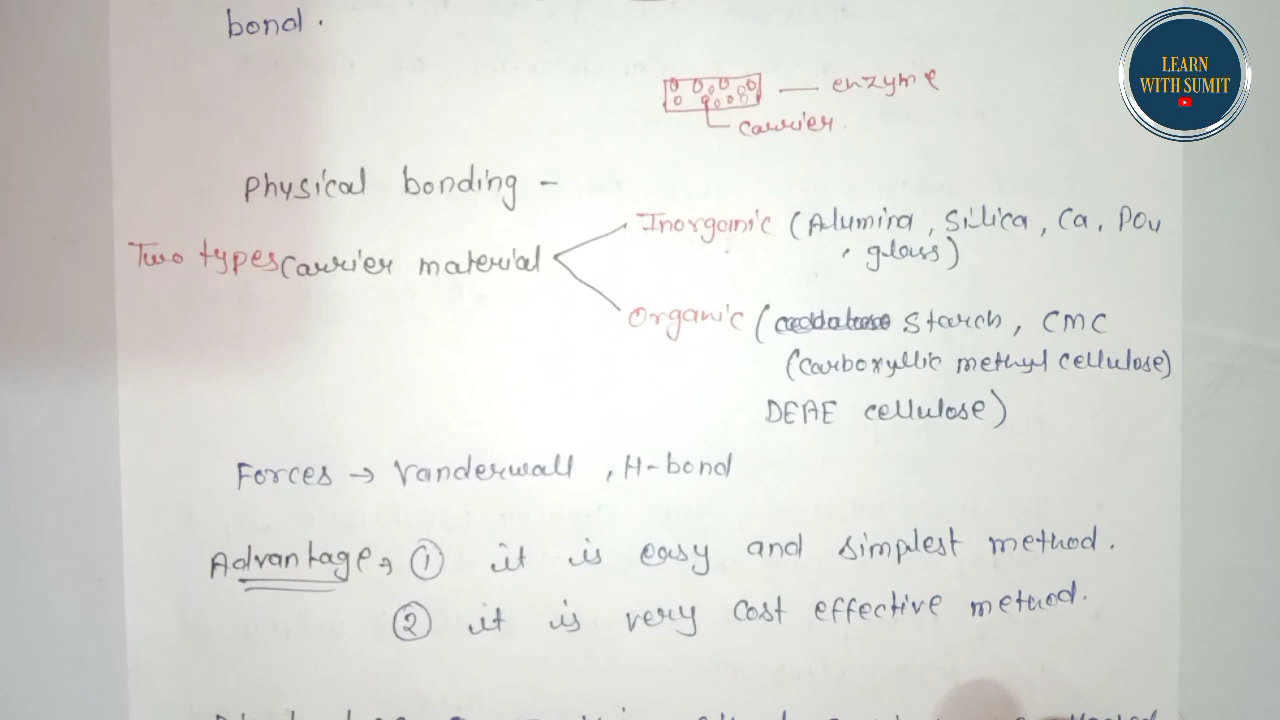 bond.
LEARN
WITH SUMIT
enzyme
carrier.
Physical bonding -
Inorganic (Alumina, Silica, Ca, PO4
, glass)
Two types Carrier material
Organic ( Starch, CMC
(Carboxyllic methyl cellulose)
DEAE cellulose)
Forces → Vanderwall, H-bond
Advantage → ① it is easy and simplest method.
② it is very cost effective method.